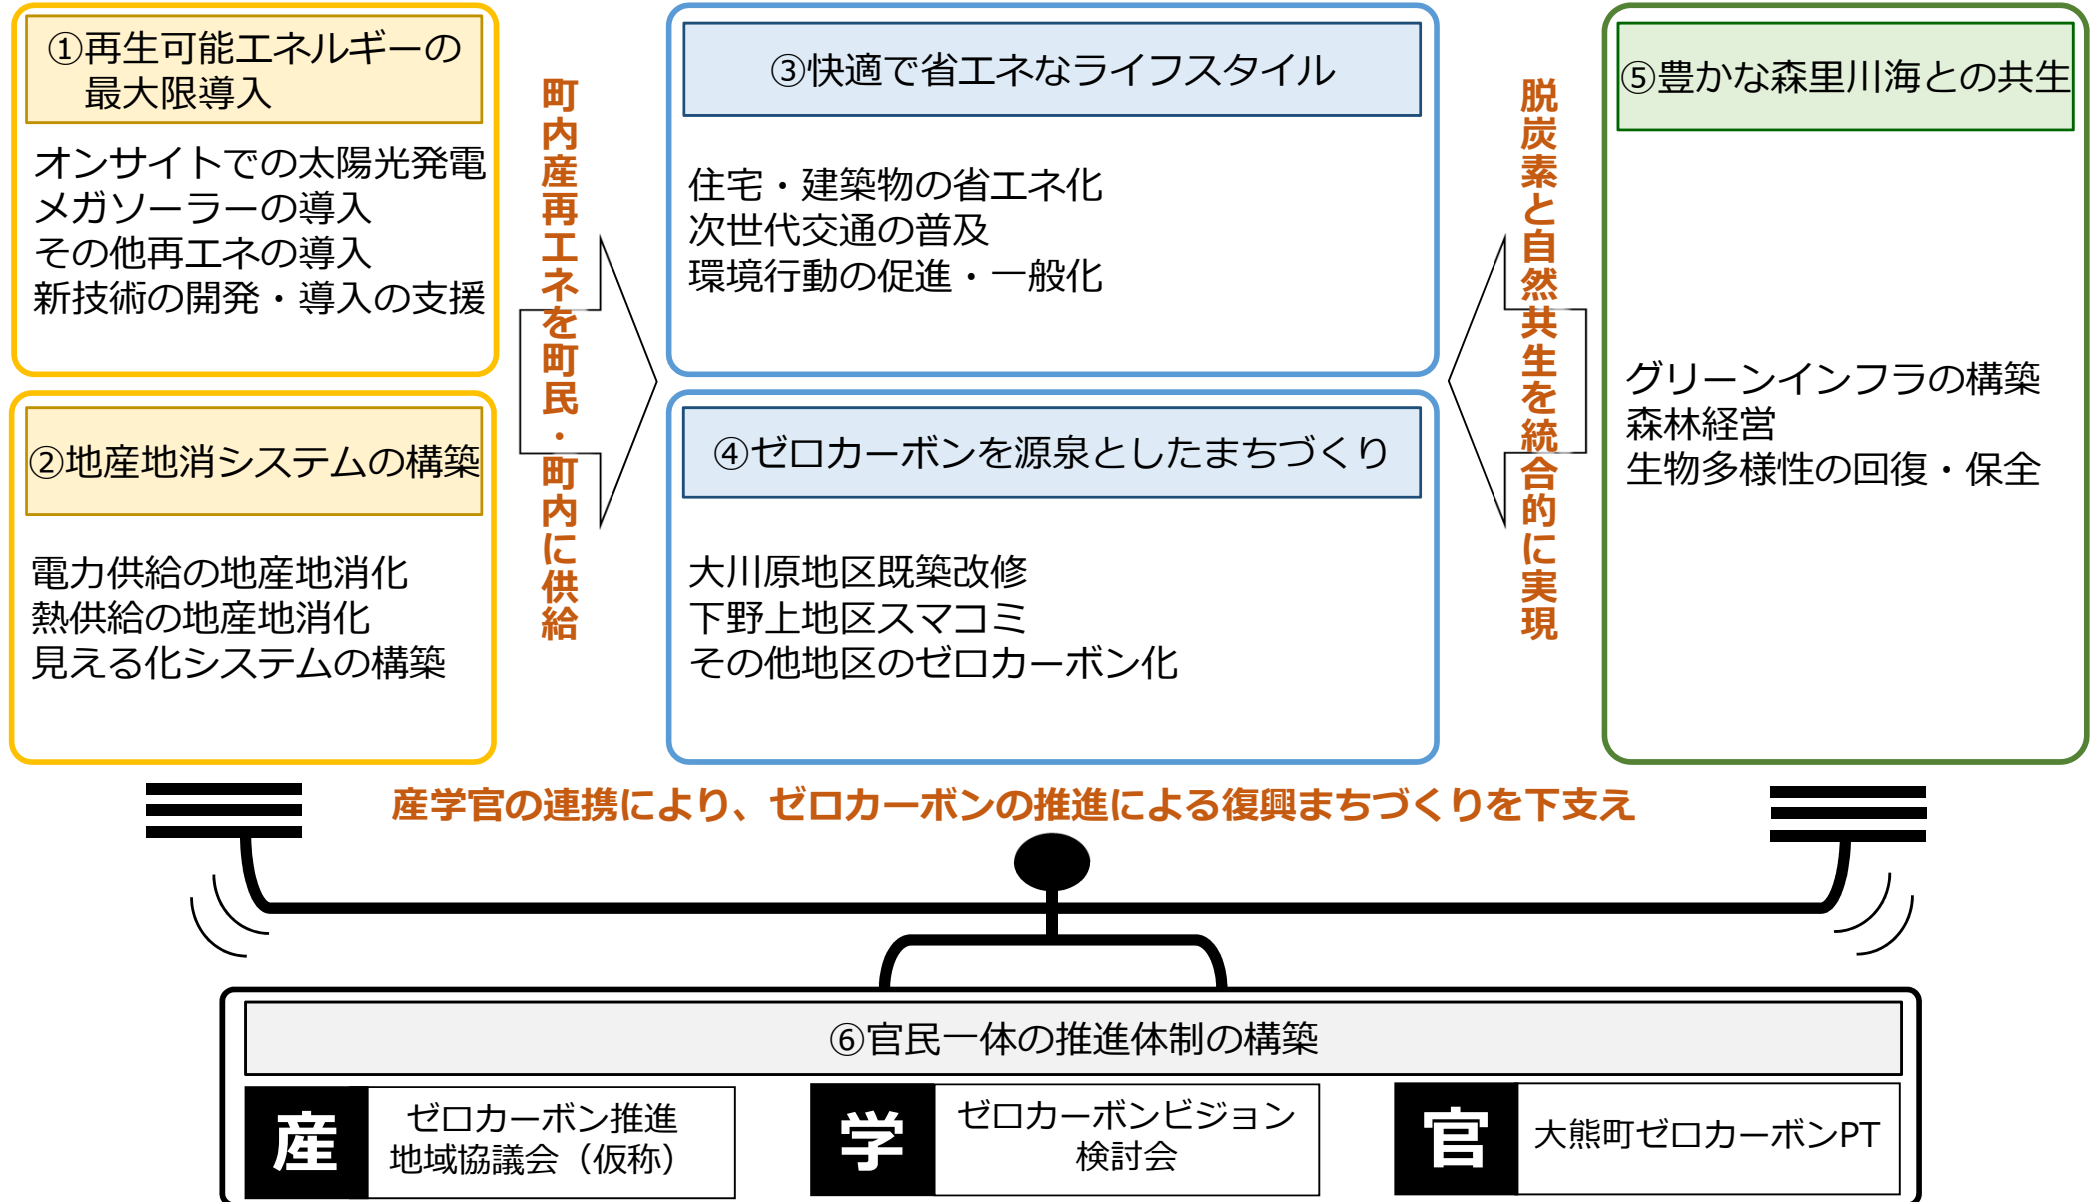 ①再生可能エネルギーの
最大限導入
オンサイトでの太陽光発電
メガソーラーの導入
その他再エネの導入
新技術の開発・導入の支援
②地産地消システムの構築
電力供給の地産地消化
熱供給の地産地消化
見える化システムの構築
町内産再エネを町民・町内に供給
③快適で省エネなライフスタイル
住宅・建築物の省エネ化
次世代交通の普及
環境行動の促進・一般化
④ゼロカーボンを源泉としたまちづくり
大川原地区既築改修
下野上地区スマコミ
その他地区のゼロカーボン化
脱炭素と自然共生を統合的に実現
⑤豊かな森里川海との共生
グリーンインフラの構築
森林経営
生物多様性の回復・保全
産学官の連携により、ゼロカーボンの推進による復興まちづくりを下支え
⑥官民一体の推進体制の構築
産
ゼロカーボン推進
地域協議会（仮称）
学
ゼロカーボンビジョン
検討会
官
大熊町ゼロカーボンPT